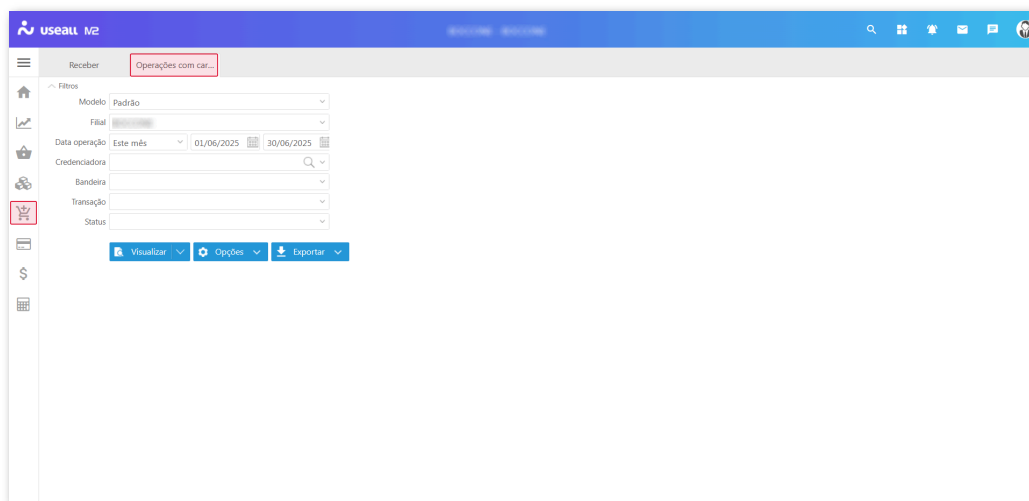 useall M2
Receber
Operações com car...
Filtros
Modelo Padrão
Filial
Data operação Este mês 01/06/2025 30/06/2025
Credenciadora
Bandeira
Transação
Status
Visualizar Opções Exportar